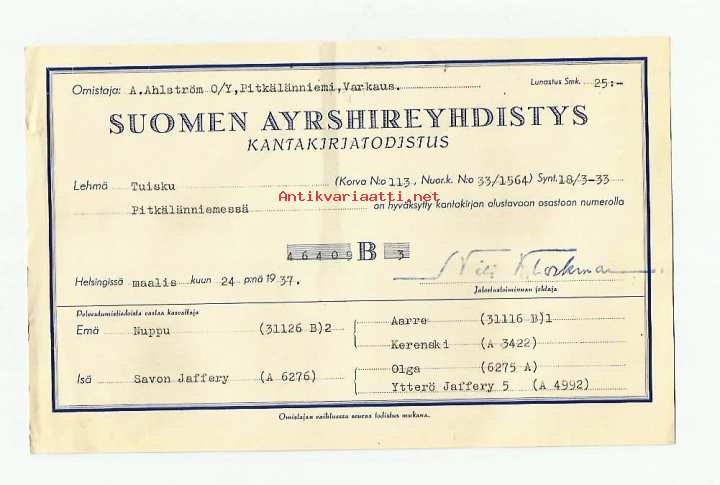 Omistaja: A.Ahlström O/Y,Pitkälänniemi,Varkaus. Lunastus Smk. 25:-
SUOMEN AYRSHIREYHDISTYS
KANTAKIRJATODISTUS
Lehmä Tuisku (Korva N:o 113, Nuor.k. N:o 33/1564) Synt. 18/3-33
Antikvariaatti.net
Pitkälänniemessä on hyväksytty kantakirjan alustavaan osastoon numerolla
46409 B 3
Helsingissä maalis kuun 24 p:nä 1937.
Jalostustoiminnan johtaja
Polveutumistiedoista vastaa kasvattaja
Emä Nuppu (31126 B)2
Aarre (31116 B)1
Kerenski (A 3422)
Isä Savon Jaffery (A 6276)
Olga (6275 A)
Ytterö Jaffery 5 (A 4992)
Omistajan vaihtuessa seuraa todistus mukana.